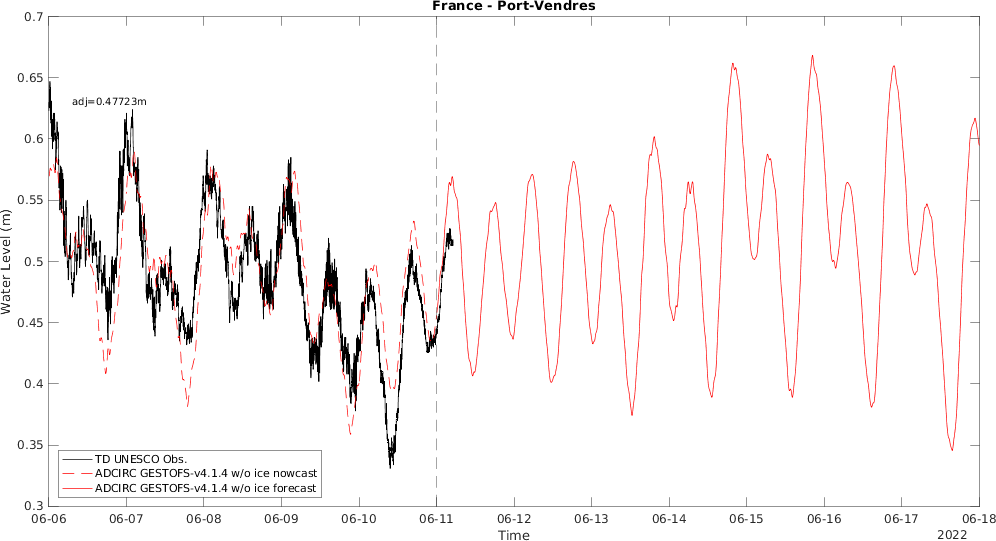 France - Port-Vendres
0.7
0.65
0.6
0.55
0.5
0.45
0.4
0.35
0.3
Water Level (m)
adj=0.47723m
TD UNESCO Obs.
ADCIRC GESTOFS-v4.1.4 w/o ice nowcast
ADCIRC GESTOFS-v4.1.4 w/o ice forecast
06-06 06-07 06-08 06-09 06-10 06-11 06-12 06-13 06-14 06-15 06-16 06-17 06-18
Time
2022